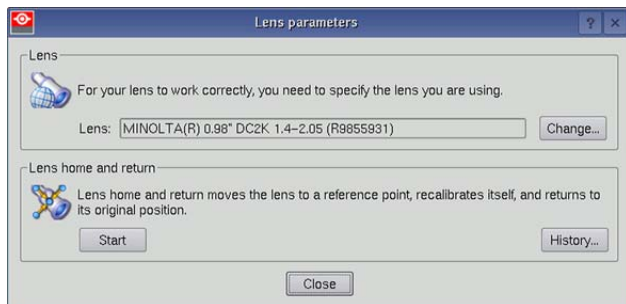 Lens parameters
? ×
Lens
For your lens to work correctly, you need to specify the lens you are using.
Lens: MINOLTA(R) 0.98" DC2K 1.4-2.05 (R9855931) Change...
Lens home and return
Lens home and return moves the lens to a reference point, recalibrates itself, and returns to
its original position.
Start History...
Close